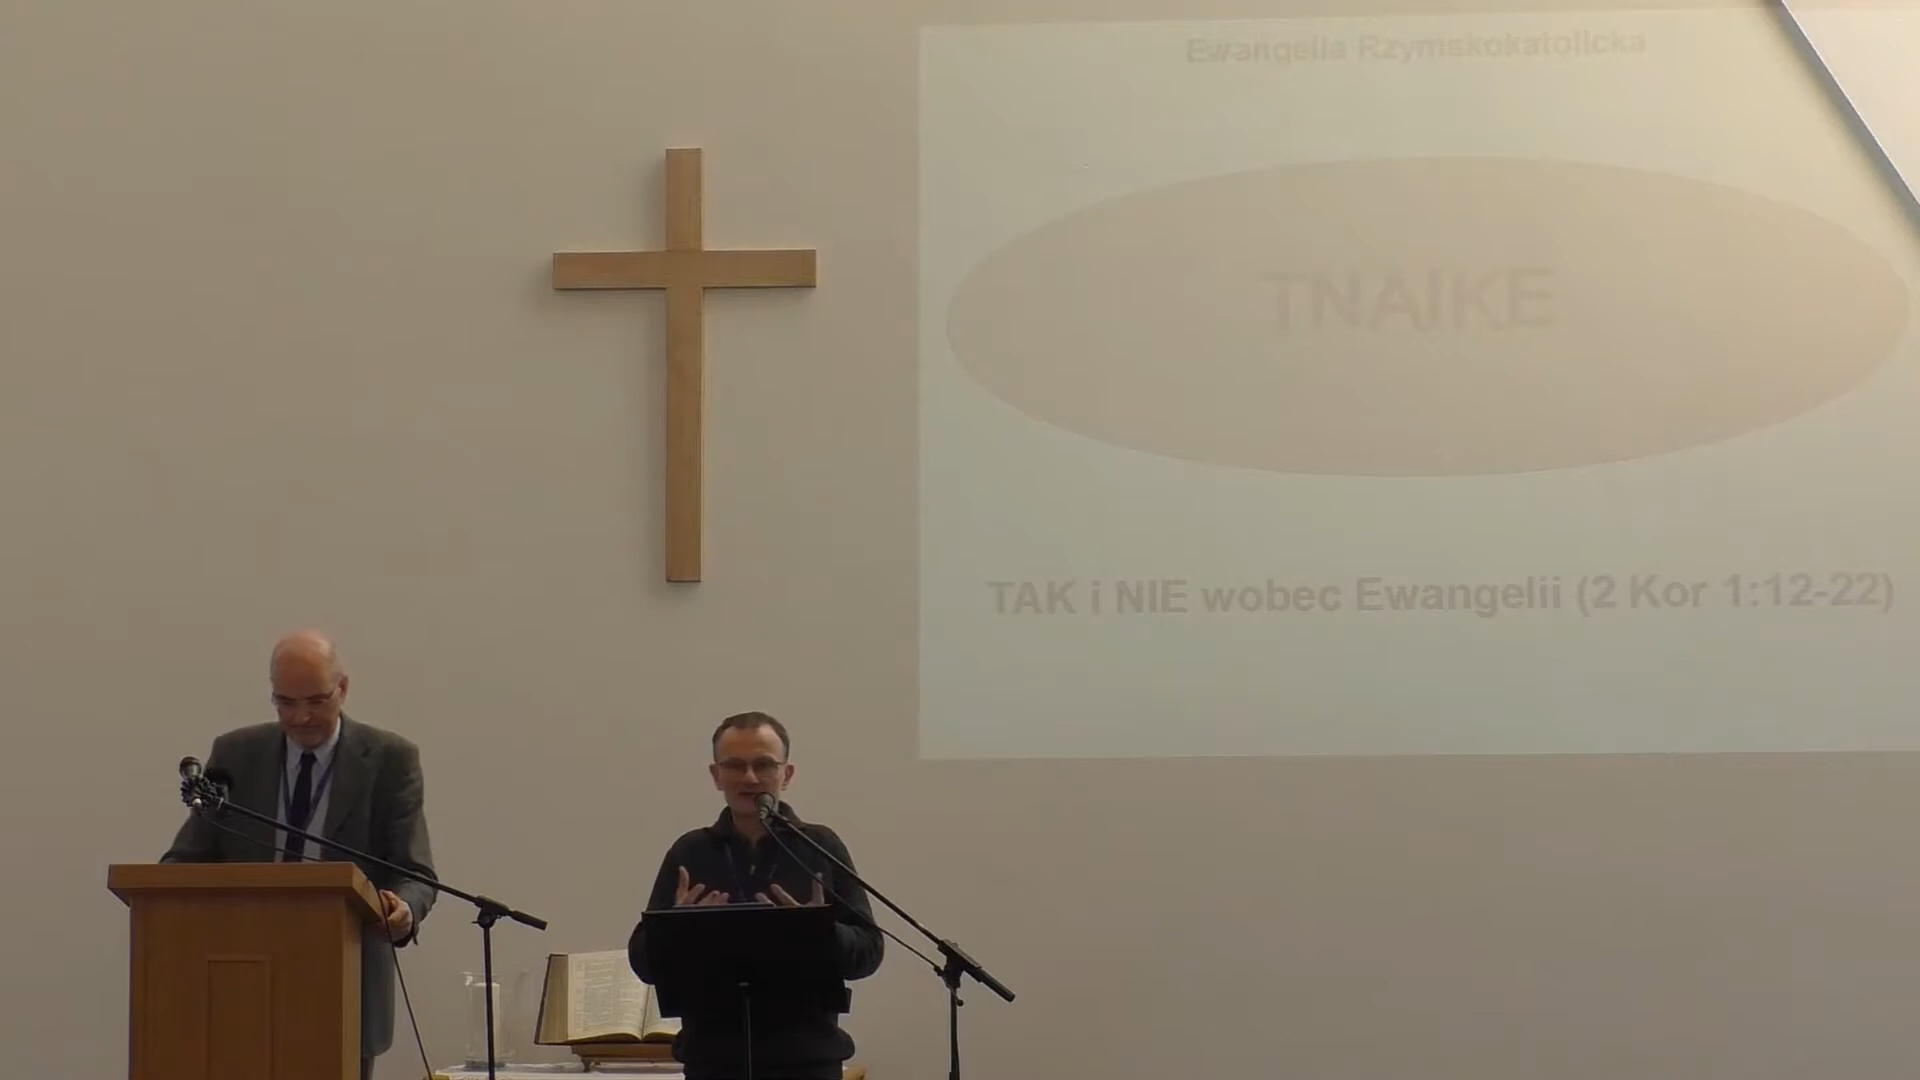 Ewangelia Rzymskokatolicka
TNAIKE
TAK i NIE wobec Ewangelii (2 Kor 1:12-22)